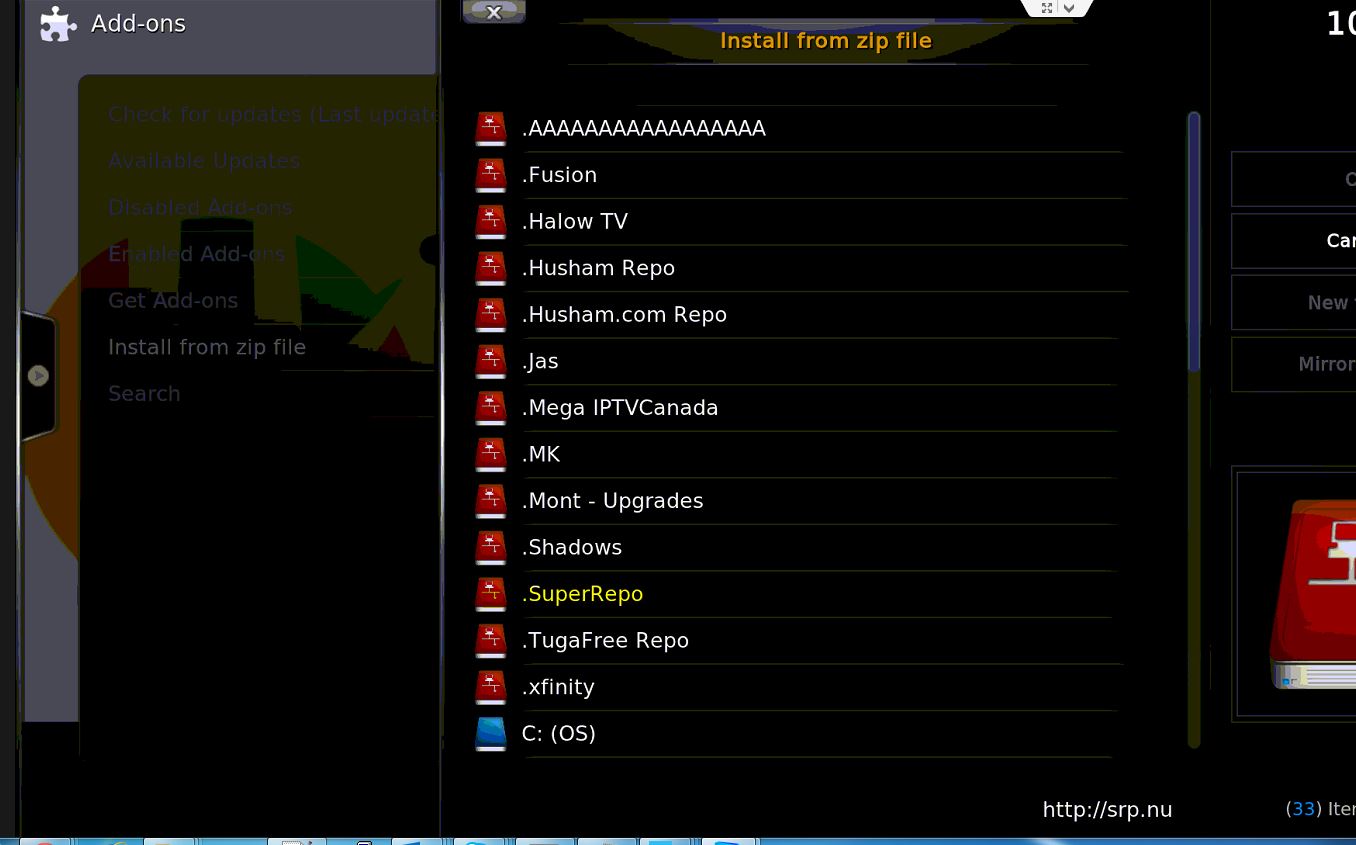 Add-ons
Check for updates (Last update
Available Updates
Disabled Add-ons
Enabled Add-ons
Get Add-ons
Install from zip file
Search
X
Install from zip file
.AAAAAAAAAAAAAAAAA
.Fusion
.Halow TV
.Husham Repo
.Husham.com Repo
.Jas
.Mega IPTVCanada
.MK
.Mont - Upgrades
.Shadows
.SuperRepo
.TugaFree Repo
.xfinity
C: (OS)
10
O
Can
New
Mirror
http://srp.nu
(33) Iter